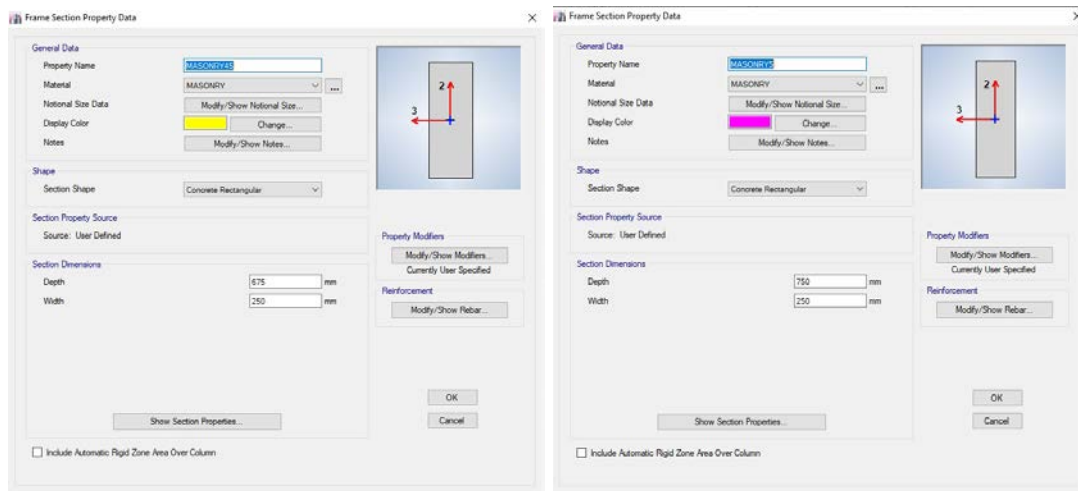 Frame Section Property Data
General Data
Property Name MASONRY45
Material MASONRY ...
Notional Size Data Modify/Show Notional Size...
Display Color Change...
Notes Modify/Show Notes...
2
3
Shape
Section Shape Concrete Rectangular
Section Property Source
Source: User Defined
Property Modifiers
Modify/Show Modifiers...
Currently User Specified
Section Dimensions
Depth 675 mm
Width 250 mm
Reinforcement
Modify/Show Rebar...
OK
Show Section Properties...
Cancel
Include Automatic Rigid Zone Area Over Column
Frame Section Property Data
General Data
Property Name MASONRY5
Material MASONRY ...
Notional Size Data Modify/Show Notional Size...
Display Color Change...
Notes Modify/Show Notes...
2
3
Shape
Section Shape Concrete Rectangular
Section Property Source
Source: User Defined
Property Modifiers
Modify/Show Modifiers...
Currently User Specified
Section Dimensions
Depth 750 mm
Width 250 mm
Reinforcement
Modify/Show Rebar...
OK
Show Section Properties...
Cancel
Include Automatic Rigid Zone Area Over Column